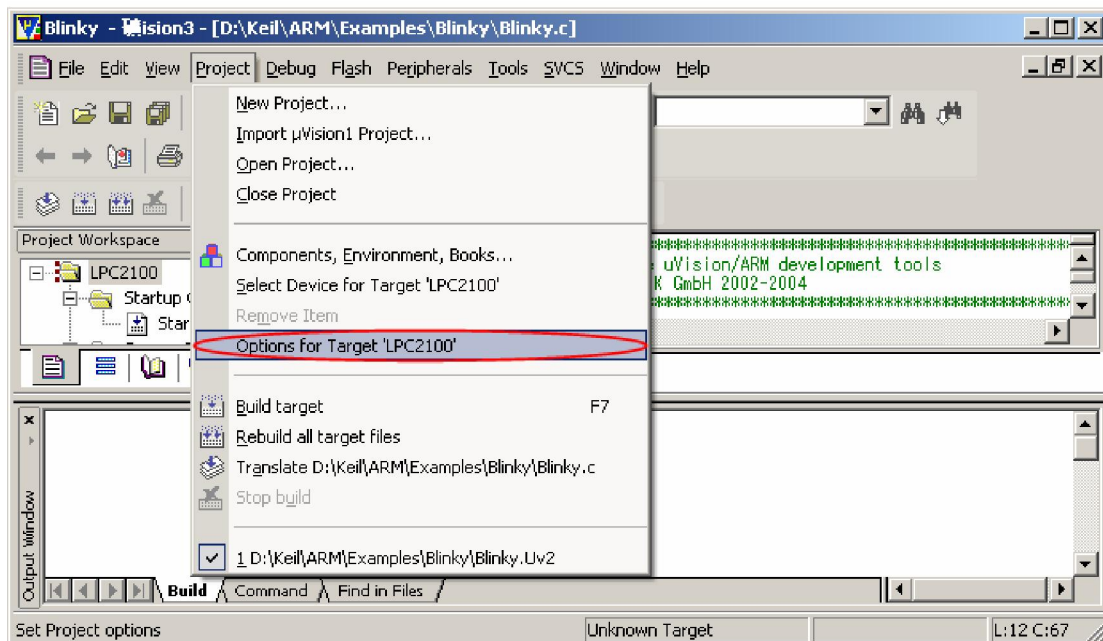 Blinky - µVision3 - [D:\Keil\ARM\Examples\Blinky\Blinky.c]
File Edit View Project Debug Flash Peripherals Tools SVCS Window Help
New Project...
Import µVision1 Project...
Open Project...
Close Project
Components, Environment, Books...
Select Device for Target 'LPC2100'
Remove Item
Options for Target 'LPC2100'
Build target F7
Rebuild all target files
Translate D:\Keil\ARM\Examples\Blinky\Blinky.c
Stop build
1 D:\Keil\ARM\Examples\Blinky\Blinky.Uv2
Project Workspace
LPC2100
Startup
Star
uVision/ARM development tools
K GmbH 2002-2004
Output Window
Build Command Find in Files
Set Project options Unknown Target L:12 C:67